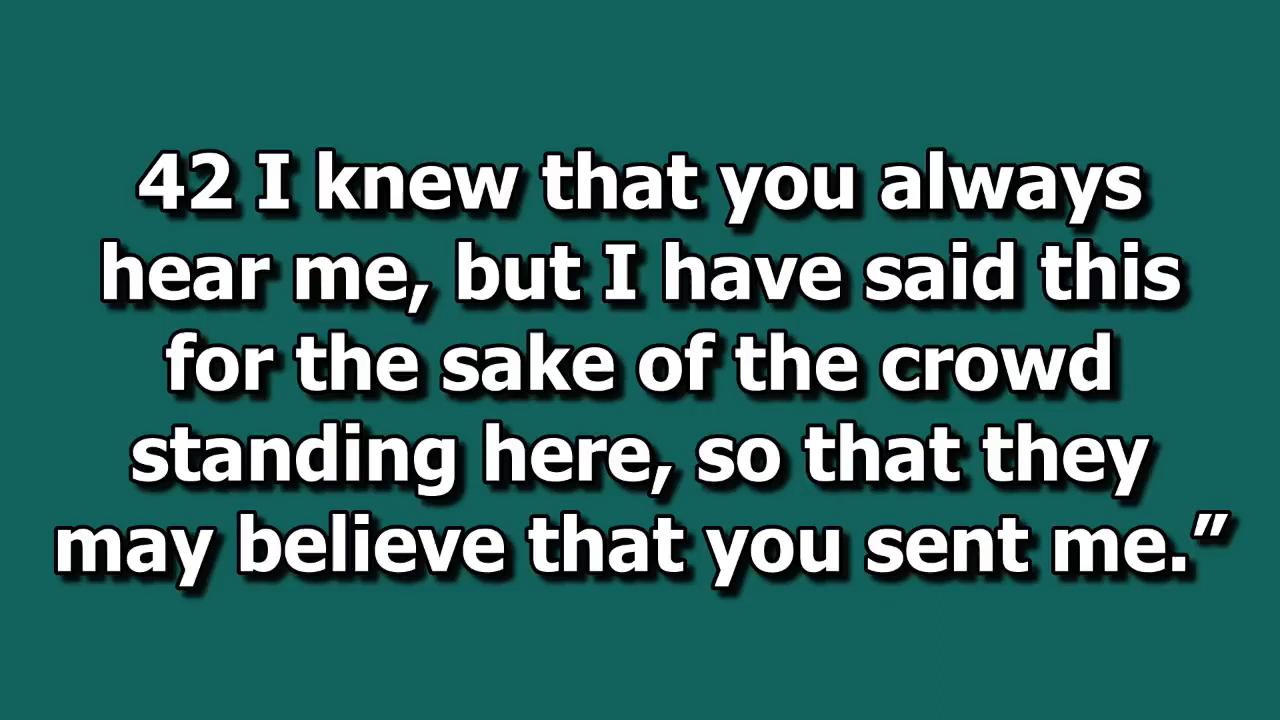 42 I knew that you always
hear me, but I have said this
for the sake of the crowd
standing here, so that they
may believe that you sent me.”